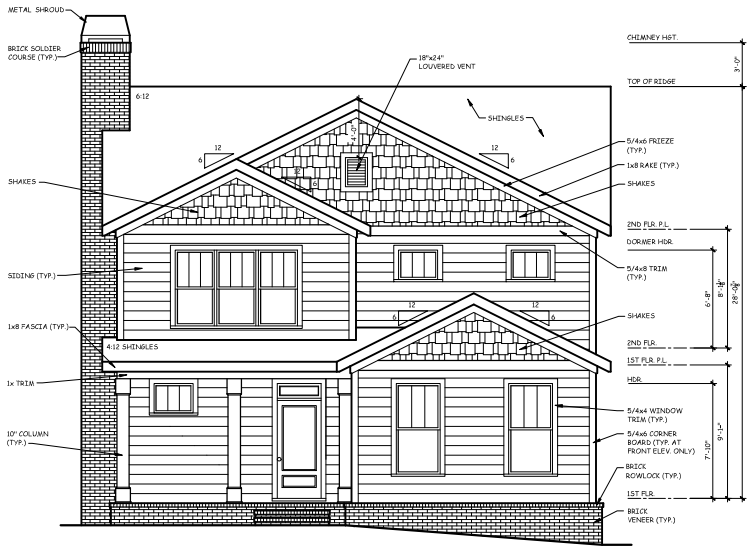 METAL SHROUD
BRICK SOLDIER
COURSE (TYP.)
6:12
18"x24"
LOUVERED VENT
SHINGLES
CHIMNEY HGT.
3'-0"
TOP OF RIDGE
4'-0"
12
6
12
6
12
6
5/4x6 FRIEZE
(TYP.)
1x8 RAKE (TYP.)
SHAKES
SHAKES
2ND FLR. P.L.
DORMER HDR.
5/4x8 TRIM
(TYP.)
SIDING (TYP.)
6'-8"
12
6
12
6
SHAKES
1x8 FASCIA (TYP.)
4:12 SHINGLES
2ND FLR.
1ST FLR. P.L.
1x TRIM
HDR.
5/4x4 WINDOW
TRIM (TYP.)
10" COLUMN
(TYP.)
5/4x6 CORNER
BOARD (TYP. AT
FRONT ELEV. ONLY)
7'-10"
BRICK
ROWLOCK (TYP.)
1ST FLR.
BRICK
VENEER (TYP.)